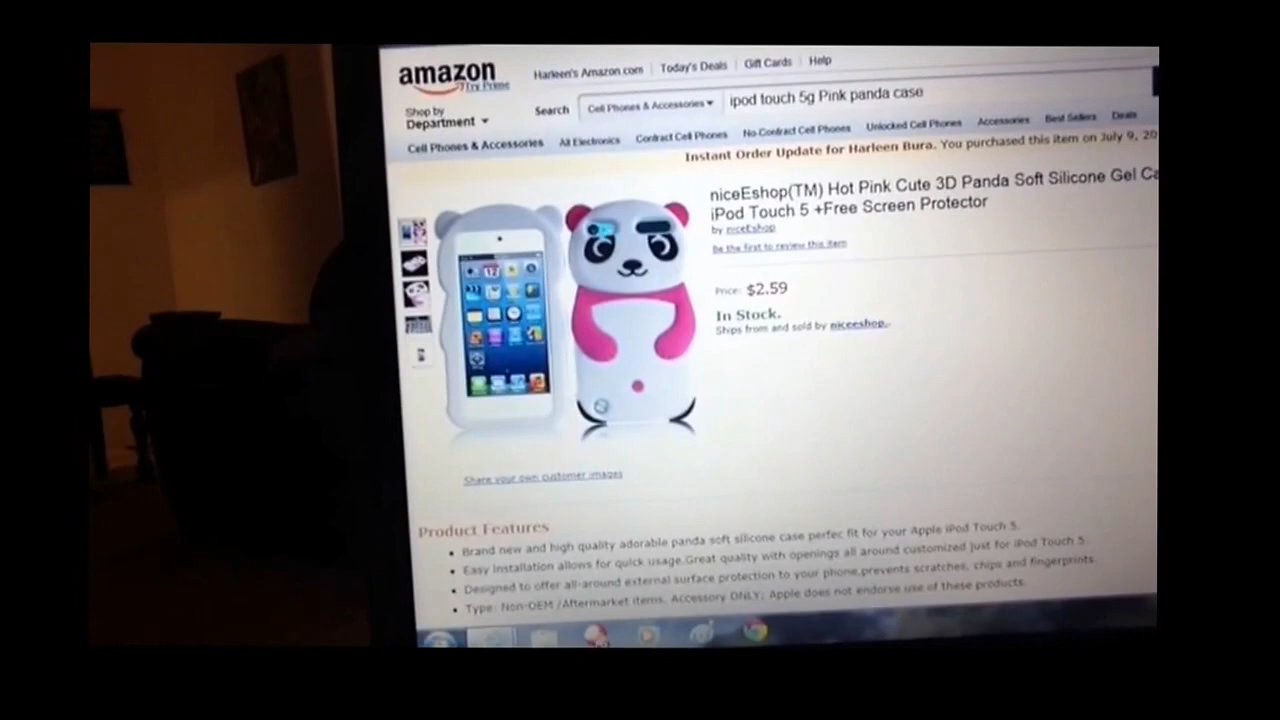 amazon
Try Prime
Harleen's Amazon.com Today's Deals Gift Cards Help
Shop by
Department
Search Cell Phones & Accessories ipod touch 5g Pink panda case
Cell Phones & Accessories All Electronics Contract Cell Phones No-Contract Cell Phones Unlocked Cell Phones Accessories Best Sellers Deals
Instant Order Update for Harleen Bura. You purchased this item on July 9, 20
niceEshop(TM) Hot Pink Cute 3D Panda Soft Silicone Gel Ca
iPod Touch 5 +Free Screen Protector
by niceEshop
Be the first to review this item
Price: $2.59
In Stock.
Ships from and sold by niceeshop.
Share your own customer images
Product Features
Brand new and high quality adorable panda soft silicone case perfec fit for your Apple iPod Touch 5.
Easy Installation allows for quick usage.Great quality with openings all around customized just for iPod Touch 5
Designed to offer all-around external surface protection to your phone,prevents scratches, chips and fingerprints.
Type: Non-OEM /Aftermarket items. Accessory ONLY; Apple does not endorse use of these products.